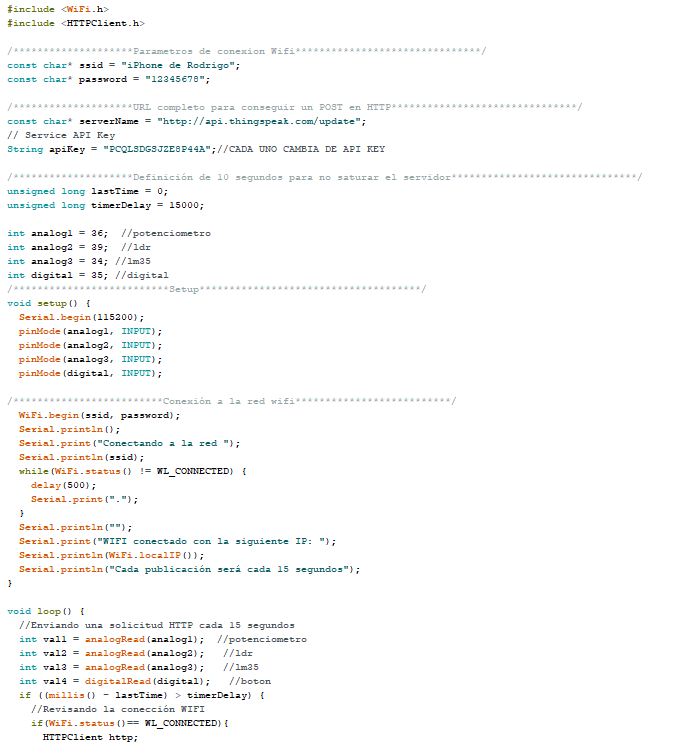 #include <WiFi.h>
#include <HTTPClient.h>
/********************Parametros de conexion Wifi*******************************/
const char* ssid = "iPhone de Rodrigo";
const char* password = "12345678";
/********************URL completo para conseguir un POST en HTTP*******************************/
const char* serverName = "http://api.thingspeak.com/update";
// Service API Key
String apiKey = "PCQLSDGSJZE8P44A";//CADA UNO CAMBIA DE API KEY
/********************Definición de 10 segundos para no saturar el servidor*******************************/
unsigned long lastTime = 0;
unsigned long timerDelay = 15000;
int analog1 = 36;  //potenciometro
int analog2 = 39;  //ldr
int analog3 = 34; //lm35
int digital = 35; //digital
/**************************Setup*************************************/
void setup() {
  Serial.begin(115200);
  pinMode(analog1, INPUT);
  pinMode(analog2, INPUT);
  pinMode(analog3, INPUT);
  pinMode(digital, INPUT);
/*************************Conexión a la red wifi**************************/
  WiFi.begin(ssid, password);
  Serial.println();
  Serial.print("Conectando a la red ");
  Serial.println(ssid);
  while(WiFi.status() != WL_CONNECTED) {
    delay(500);
    Serial.print(".");
  }
  Serial.println("");
  Serial.print("WIFI conectado con la siguiente IP: ");
  Serial.println(WiFi.localIP());
  Serial.println("Cada publicación será cada 15 segundos");
}
void loop() {
  //Enviando una solicitud HTTP cada 15 segundos
  int val1 = analogRead(analog1);  //potenciometro
  int val2 = analogRead(analog2);   //ldr
  int val3 = analogRead(analog3);   //lm35
  int val4 = digitalRead(digital);   //boton
  if ((millis() - lastTime) > timerDelay) {
    //Revisando la conección WIFI
    if(WiFi.status()== WL_CONNECTED){
      HTTPClient http;